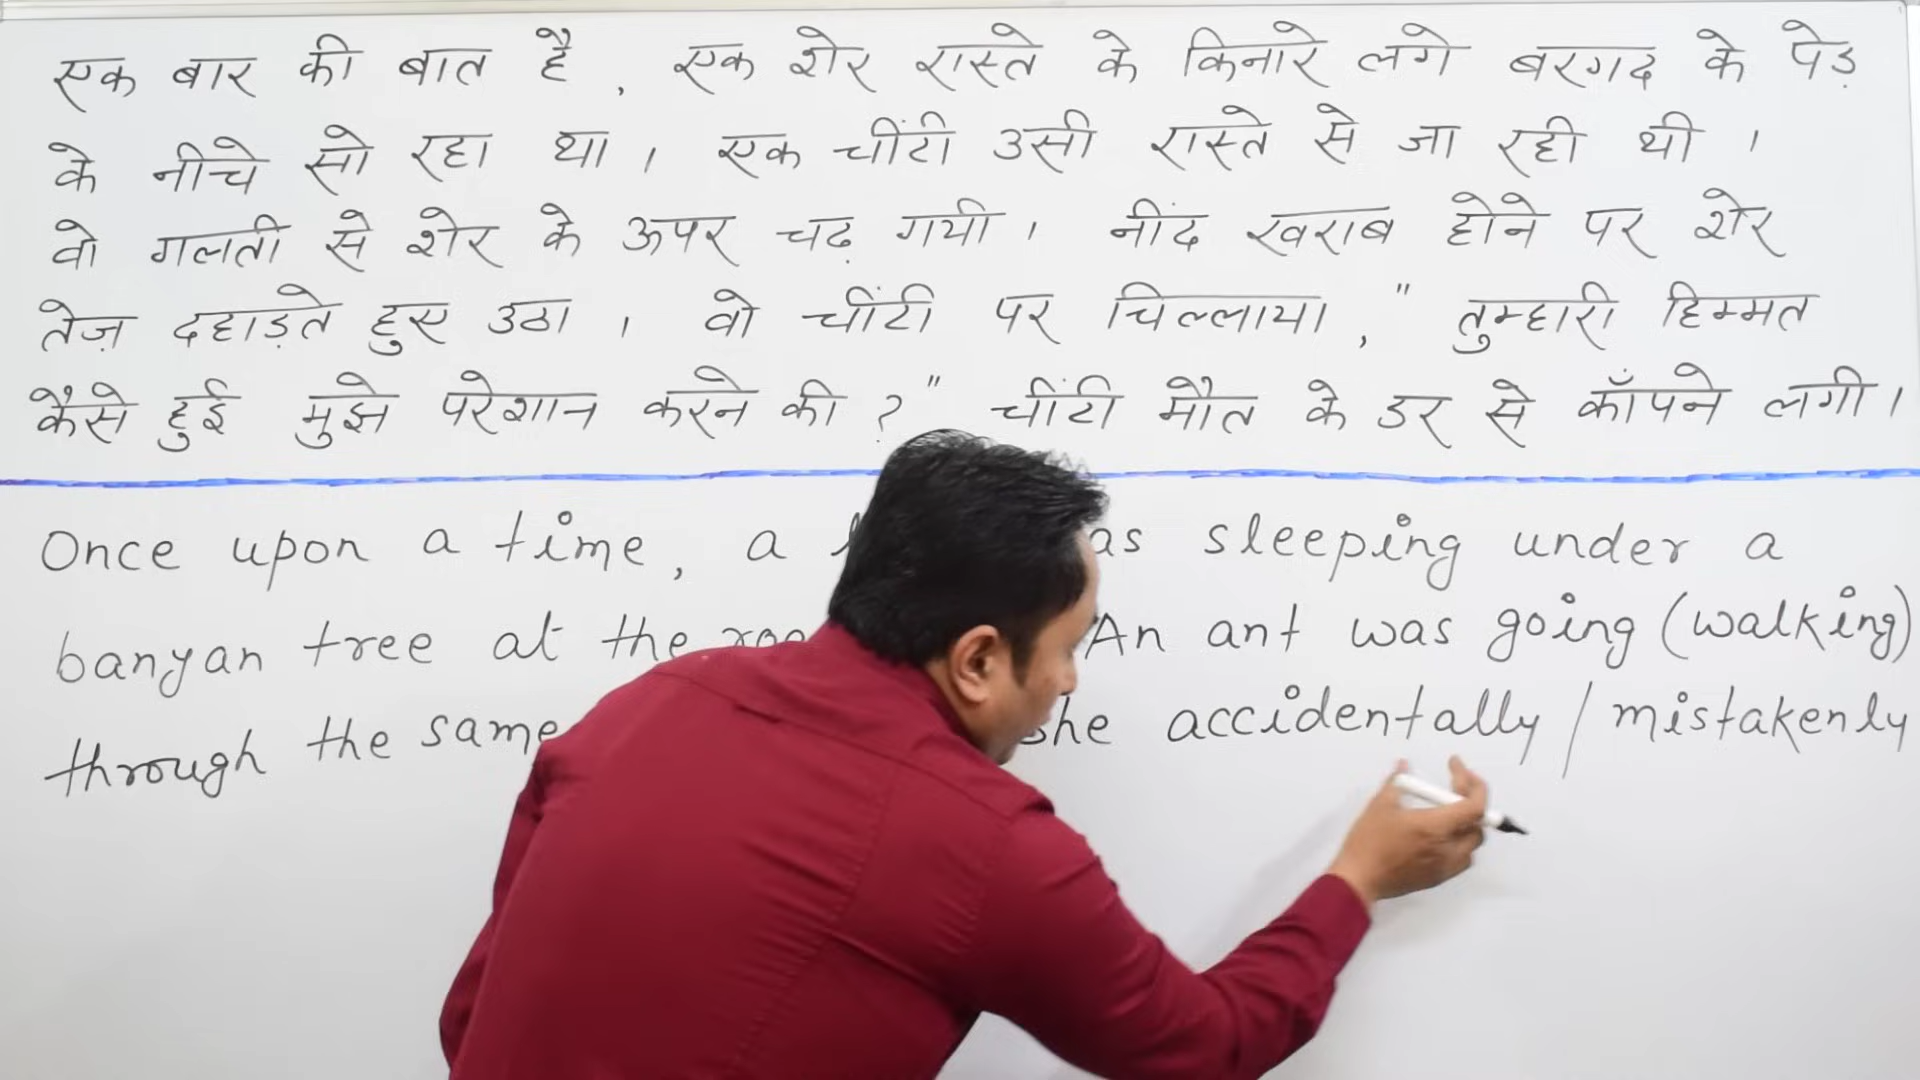 एक बार की बात है, एक शेर रास्ते के किनारे लगे बरगद के पेड़
के नीचे सो रहा था। एक चींटी उसी रास्ते से जा रही थी।
वो गलती से शेर के ऊपर चढ़ गयी। नींद खराब होने पर शेर
तेज़ दहाड़ते हुए उठा। वो चींटी पर चिल्लाया, "तुम्हारी हिम्मत
कैसे हुई मुझे परेशान करने की?" चींटी मौत के डर से काँपने लगी।
Once upon a time, a sleeping under a
banyan tree at the An ant was going (walking)
through the same accidentally / mistakenly